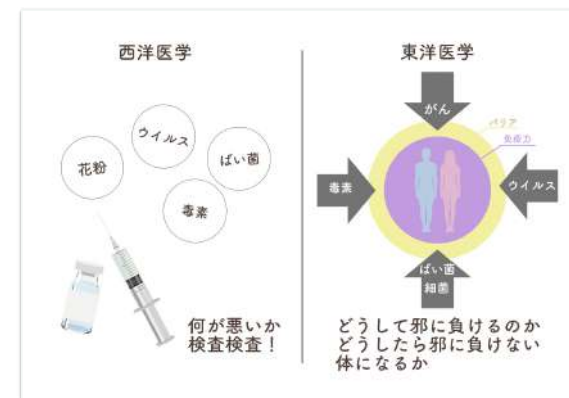 西洋医学
ウイルス
花粉
ばい菌
毒素
何が悪いか
検査検査！
東洋医学
がん
バリア
免疫力
毒素
ウイルス
ばい菌
細菌
どうして邪に負けるのか
どうしたら邪に負けない
体になるか